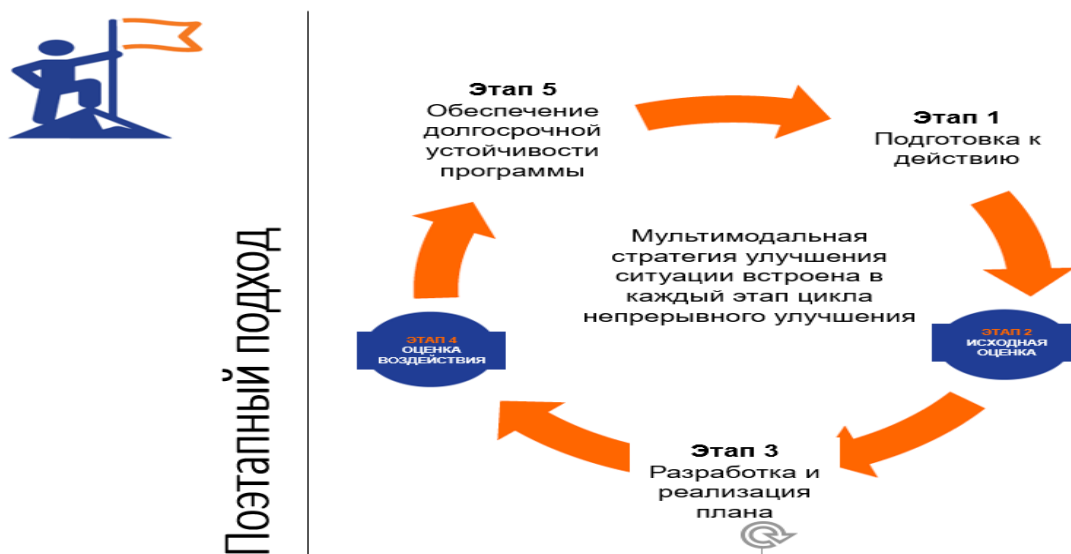 Поэтапный подход
Этап 5
Обеспечение
долгосрочной
устойчивости
программы
Этап 1
Подготовка к
действию
Мультимодальная
стратегия улучшения
ситуации встроена в
каждый этап цикла
непрерывного улучшения
ЭТАП 2
ИСХОДНАЯ
ОЦЕНКА
Этап 3
Разработка и
реализация
плана
ЭТАП 4
ОЦЕНКА
ВОЗДЕЙСТВИЯ